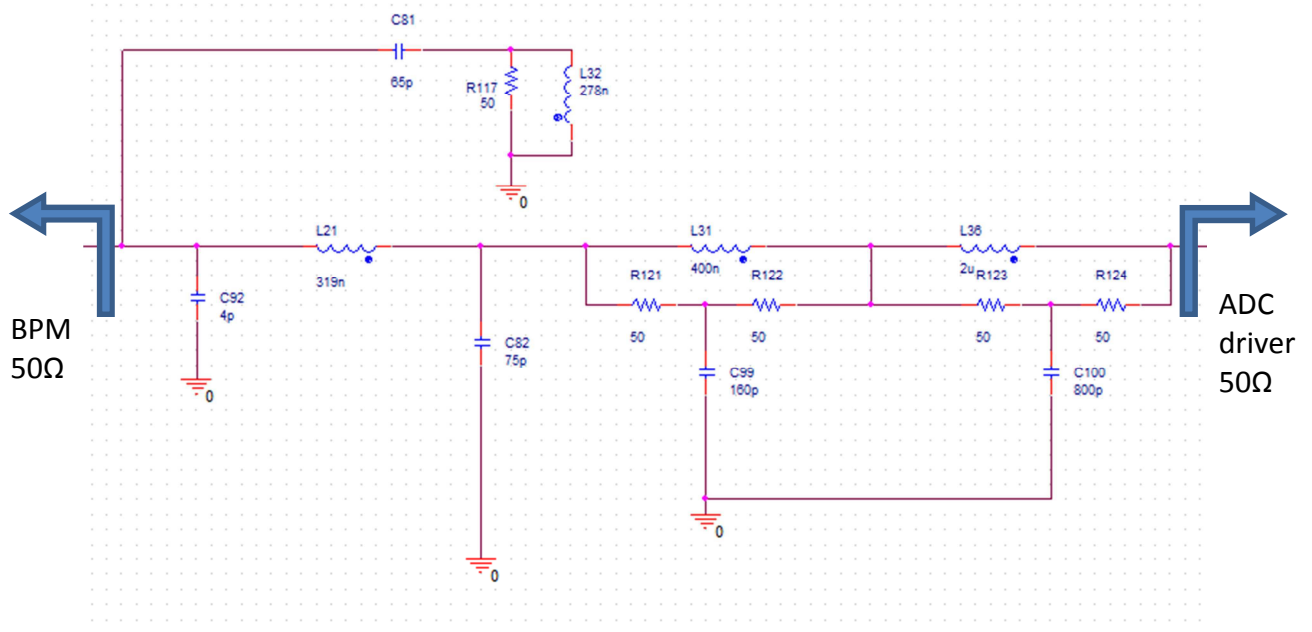 C81
65p
R117
50
L32
278n
0
L21
319n
L31
400n
L36
2u
R121
R122
R123
R124
50
50
50
50
C92
4p
C82
75p
C99
160p
C100
800p
0
0
0
BPM
50Ω
ADC
driver
50Ω